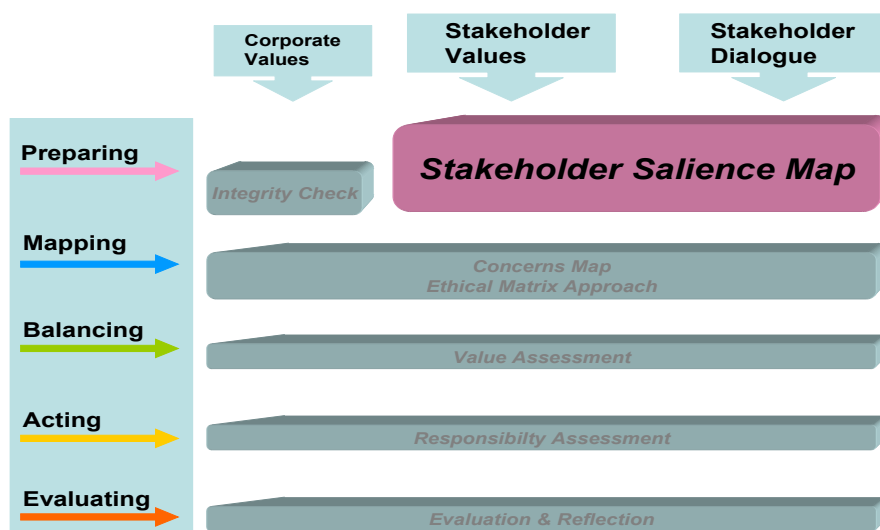 Corporate
Values
Stakeholder
Values
Stakeholder
Dialogue
Preparing
Integrity Check
Stakeholder Salience Map
Mapping
Concerns Map
Ethical Matrix Approach
Balancing
Value Assessment
Acting
Responsibilty Assessment
Evaluating
Evaluation & Reflection